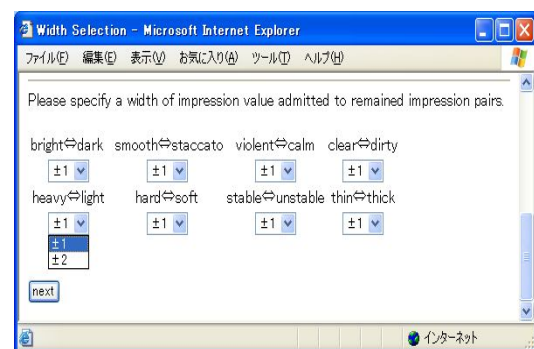 Width Selection - Microsoft Internet Explorer
ファイル(F) 編集(E) 表示(V) お気に入り(A) ツール(T) ヘルプ(H)
Please specify a width of impression value admitted to remained impression pairs.
bright⇔dark smooth⇔staccato violent⇔calm clear⇔dirty
±1 ±1 ±1 ±1
heavy⇔light hard⇔soft stable⇔unstable thin⇔thick
±1 ±1 ±1 ±1
±1
±2
next
インターネット